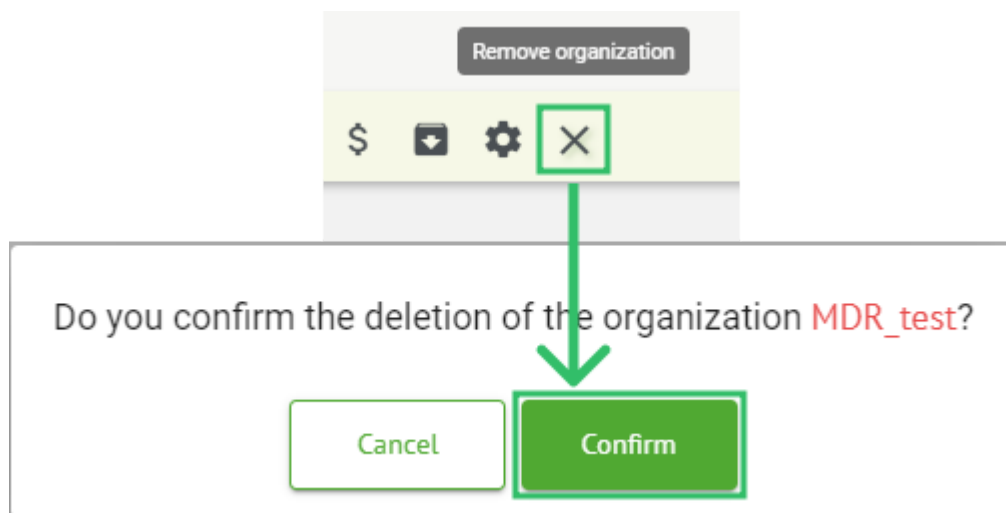 Remove organization
$
Do you confirm the deletion of the organization MDR_test?
Cancel
Confirm